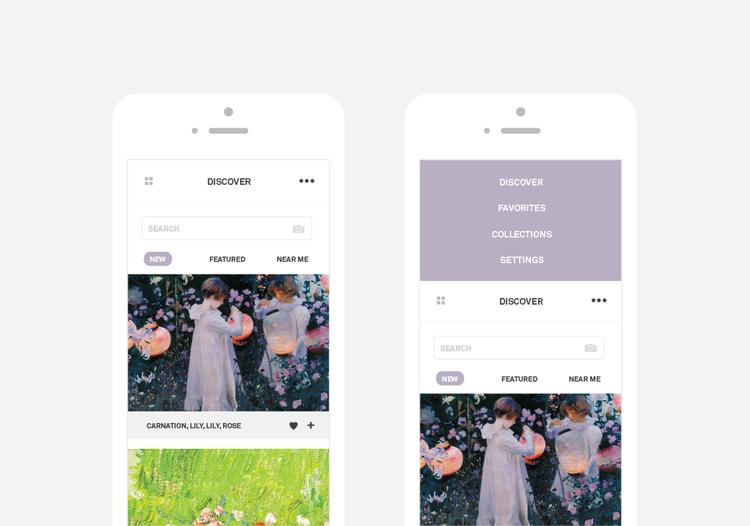 DISCOVER
SEARCH
NEW FEATURED NEAR ME
CARNATION, LILY, LILY, ROSE
DISCOVER
FAVORITES
COLLECTIONS
SETTINGS
DISCOVER
SEARCH
NEW FEATURED NEAR ME